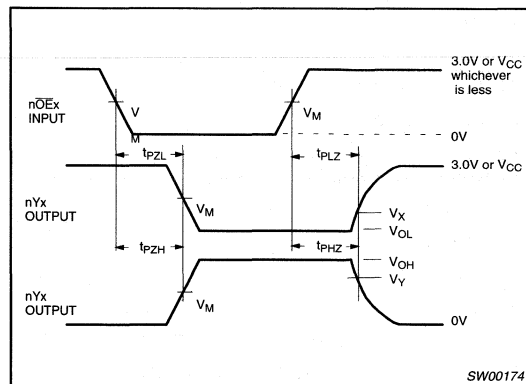 3.0V or VCC
whichever
is less
nOEx
INPUT
V
M
VM
0V
tPZL
tPLZ
3.0V or VCC
nYx
OUTPUT
VM
VX
VOL
tPZH
tPHZ
VOH
VY
nYx
OUTPUT
VM
0V
SW00174